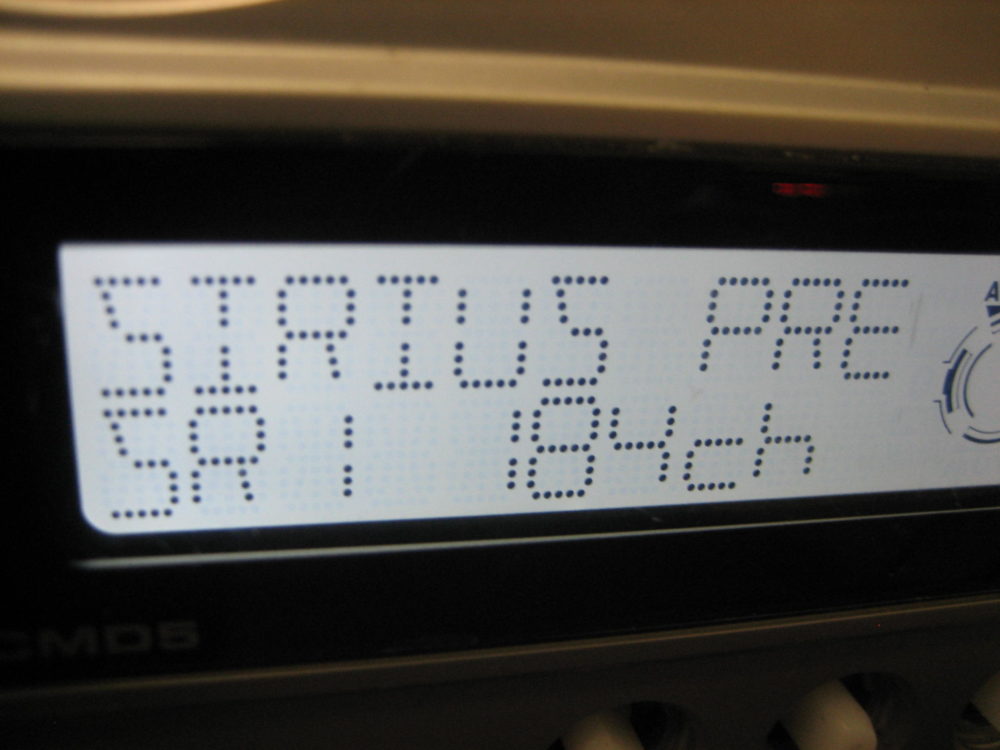 SIRIUS PRE
SR1 184ch
CMD5